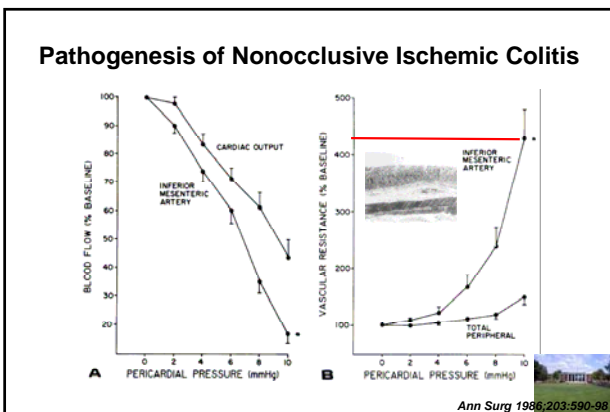 Pathogenesis of Nonocclusive Ischemic Colitis
BLOOD FLOW (% BASELINE)
100
90
80
70
60
50
40
30
20
CARDIAC OUTPUT
INFERIOR
MESENTERIC
ARTERY
0 2 4 6 8 10
A PERICARDIAL PRESSURE (mmHg)
VASCULAR RESISTANCE (% BASELINE)
500
400
300
200
100
INFERIOR
MESENTERIC
ARTERY
*
TOTAL
PERIPHERAL
0 2 4 6 8 10
B PERICARDIAL PRESSURE (mmHg)
Ann Surg 1986;203:590-98